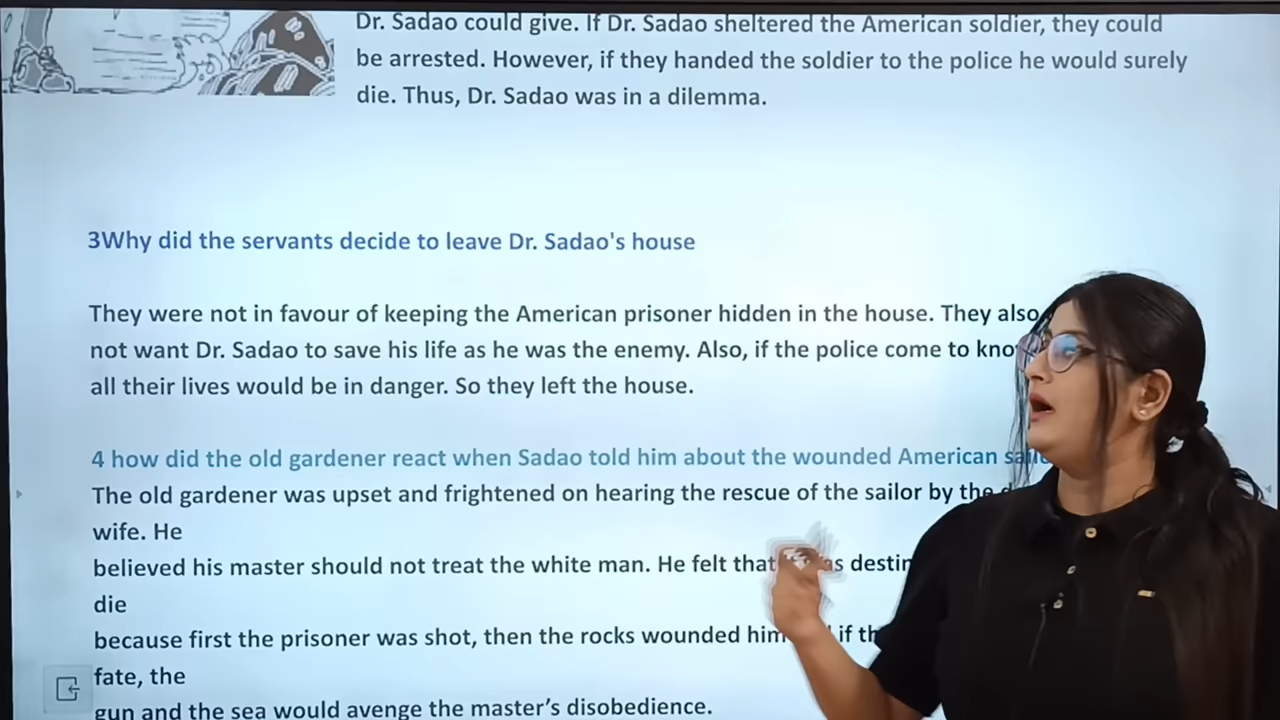 Dr. Sadao could give. If Dr. Sadao sheltered the American soldier, they could
be arrested. However, if they handed the soldier to the police he would surely
die. Thus, Dr. Sadao was in a dilemma.
3Why did the servants decide to leave Dr. Sadao's house
They were not in favour of keeping the American prisoner hidden in the house. They also
not want Dr. Sadao to save his life as he was the enemy. Also, if the police come to
all their lives would be in danger. So they left the house.
4 how did the old gardener react when Sadao told him about the wounded American
The old gardener was upset and frightened on hearing the rescue of the sailor by the
wife. He
believed his master should not treat the white man. He felt that
die
because first the prisoner was shot, then the rocks wounded him if
fate, the
gun and the sea would avenge the master's disobedience.